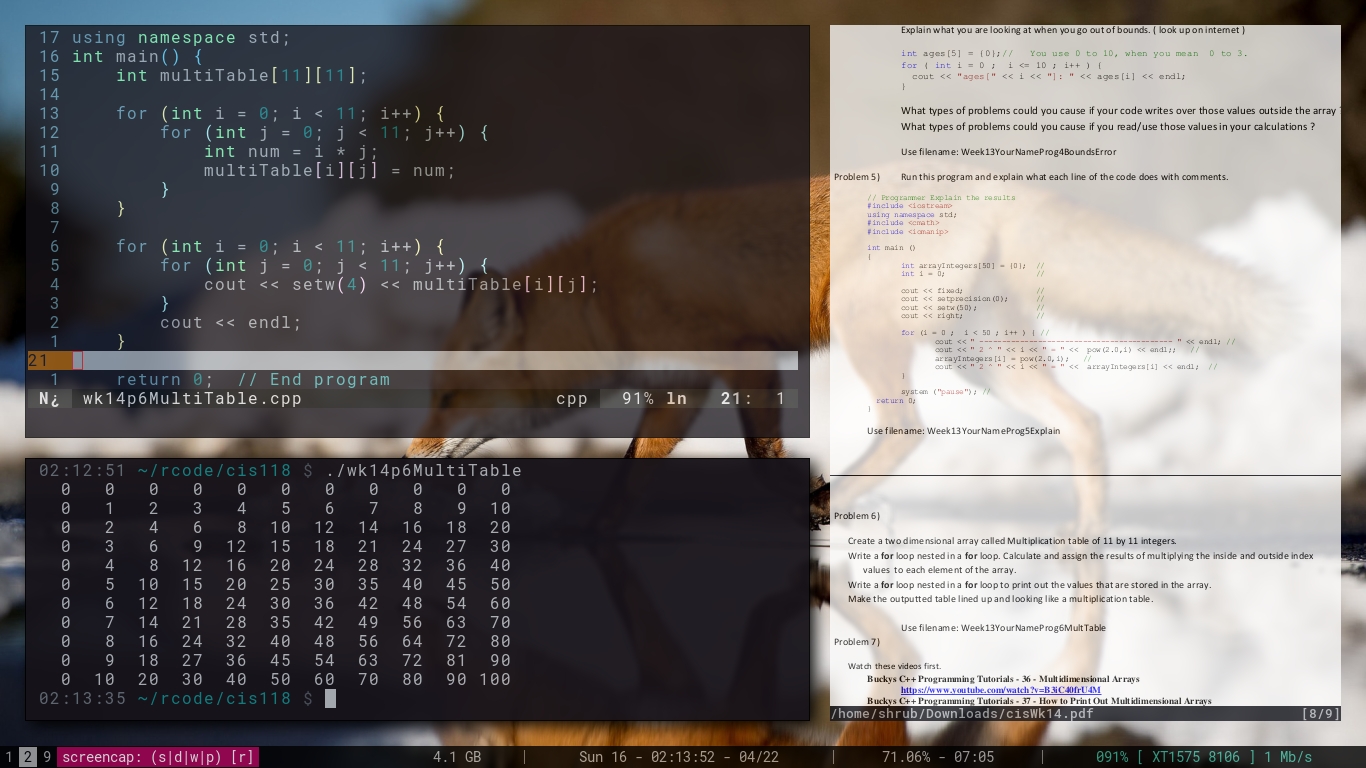 17 using namespace std;
16 int main() {
15     int multiTable[11][11];
14
13     for (int i = 0; i < 11; i++) {
12         for (int j = 0; j < 11; j++) {
11             int num = i * j;
10             multiTable[i][j] = num;
 9         }
 8     }
 7
 6     for (int i = 0; i < 11; i++) {
 5         for (int j = 0; j < 11; j++) {
 4             cout << setw(4) << multiTable[i][j];
 3         }
 2         cout << endl;
 1     }
21
 1     return 0;  // End program
N¿  wk14p6MultiTable.cpp cpp 91% ln 21:  1
02:12:51 ~/rcode/cis118 $ ./wk14p6MultiTable
0 0 0 0 0 0 0 0 0 0 0
0 1 2 3 4 5 6 7 8 9 10
0 2 4 6 8 10 12 14 16 18 20
0 3 6 9 12 15 18 21 24 27 30
0 4 8 12 16 20 24 28 32 36 40
0 5 10 15 20 25 30 35 40 45 50
0 6 12 18 24 30 36 42 48 54 60
0 7 14 21 28 35 42 49 56 63 70
0 8 16 24 32 40 48 56 64 72 80
0 9 18 27 36 45 54 63 72 81 90
0 10 20 30 40 50 60 70 80 90 100
02:13:35 ~/rcode/cis118 $
Explain what you are looking at when you go out of bounds. ( look up on internet )
int ages[5] = {0};//   You use 0 to 10, when you mean  0 to 3.
for ( int i = 0 ;  i <= 10 ; i++ ) {
cout << "ages[" << i << "]: " << ages[i] << endl;
}
What types of problems could you cause if your code writes over those values outside the array
What types of problems could you cause if you read/use those values in your calculations ?
Use filename: Week13YourNameProg4BoundsError
Problem 5) Run this program and explain what each line of the code does with comments.
// Programmer Explain the results
#include <iostream>
using namespace std;
#include <cmath>
#include <iomanip>
int main ()
{
int arrayIntegers[50] = {0};  //
int i = 0;  //
cout << fixed;  //
cout << setprecision(0);  //
cout << setw(50);  //
cout << right;  //
for (i = 0 ;  i < 50 ; i++ ) { //
cout <<" ------------------------------------------ " << endl; //
cout <<" 2 ^ " << i << " = " <<  pow(2.0,i) << endl;;   //
arrayIntegers[i] = pow(2.0,i);   //
cout <<" 2 ^ " << i << " = " <<  arrayIntegers[i] << endl;  //
}
system ("pause"); //
return 0;
}
Use filename: Week13YourNameProg5Explain
Problem 6)
Create a two dimensional array called Multiplication table of 11 by 11 integers.
Write a for loop nested in a for loop. Calculate and assign the results of multiplying the inside and outside index
values to each element of the array.
Write a for loop nested in a for loop to print out the values that are stored in the array.
Make the outputted table lined up and looking like a multiplication table.
Use filename: Week13YourNameProg6MultTable
Problem 7)
Watch these videos first.
Buckys C++ Programming Tutorials - 36 - Multidimensional Arrays
https://www.youtube.com/watch?v=B3iC40frU4M
Buckys C++ Programming Tutorials - 37 - How to Print Out Multidimensional Arrays
/home/shrub/Downloads/cisWk14.pdf [8/9]
1 2 9 screencap: (s|d|w|p) [r] 4.1 GB | Sun 16 - 02:13:52 - 04/22 | 71.06% - 07:05 | 091% [ XT1575 8106 ] 1 Mb/s